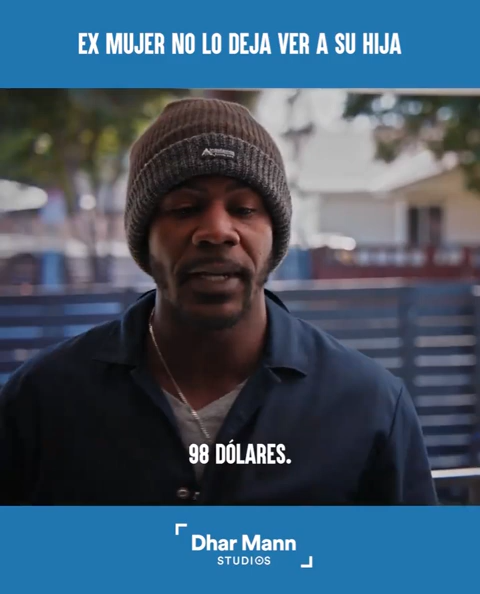 EX MUJER NO LO DEJA VER A SU HIJA
98 DÓLARES.
Dhar Mann
STUDIOS